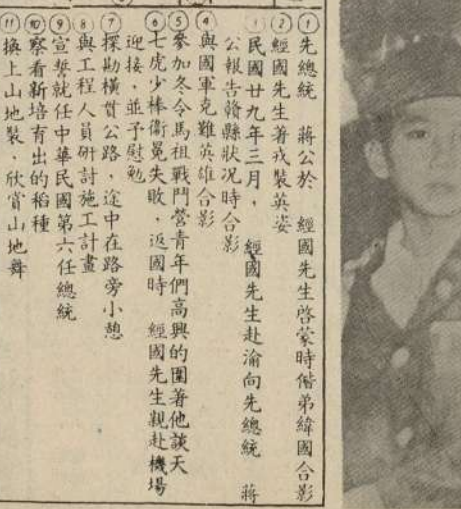 ①先總統　蔣公於　經國先生啓蒙時偕弟緯國合影
②經國先生著戎裝英姿
③民國廿九年三月，　經國先生赴渝向先總統　蔣
公報告贛縣狀况時合影
④與國軍克難英雄合影
⑤參加冬令馬祖戰鬥營青年們高興的圍著他談天
⑥七虎少棒衞冕失敗，返國時　經國先生親赴機場
迎接，並予慰勉
⑦探勘橫貫公路，途中在路旁小憩
⑧與工程人員研討施工計畫
⑨宣誓就任中華民國第六任總統
⑩察看新培育出的稻種
⑪換上山地裝，欣賞山地舞